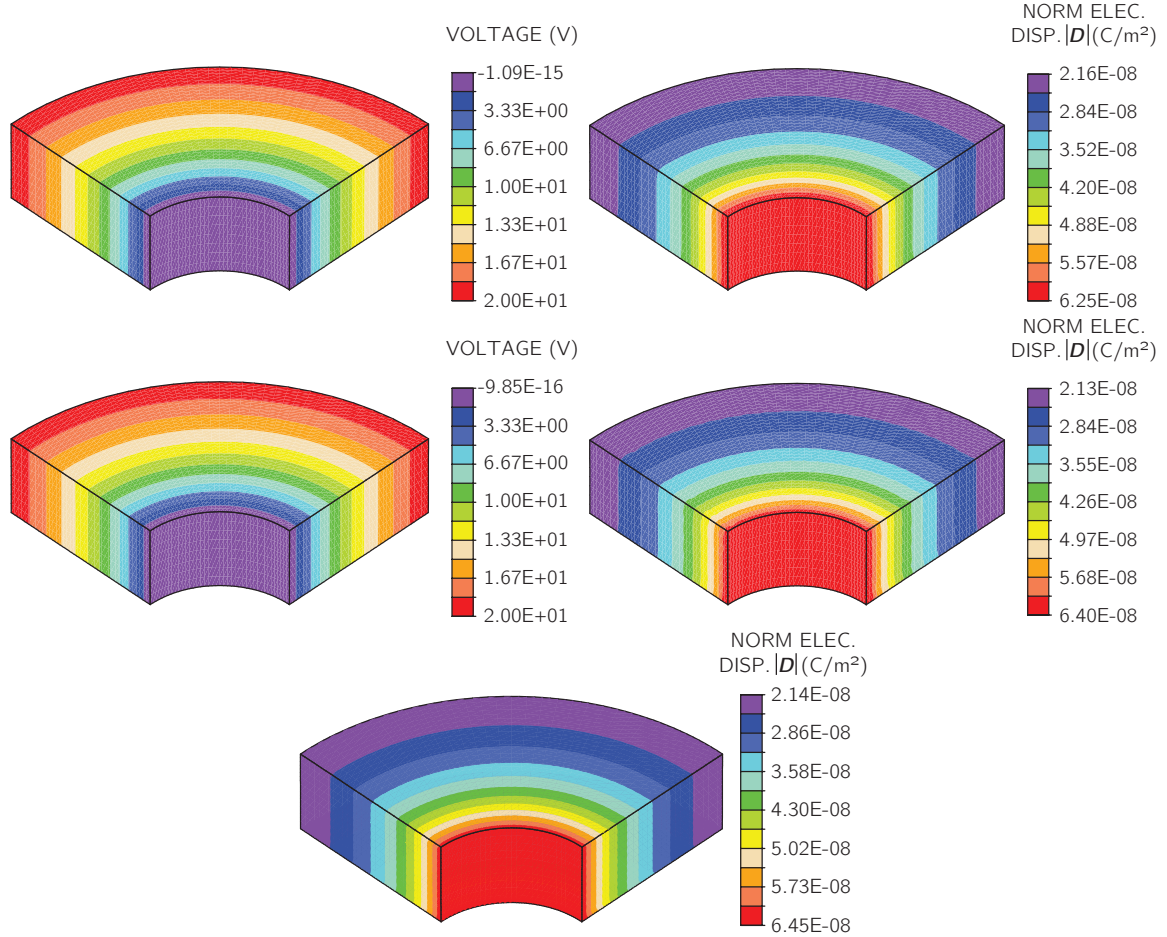 VOLTAGE (V)
-1.09E-15
3.33E+00
6.67E+00
1.00E+01
1.33E+01
1.67E+01
2.00E+01
NORM ELEC.
DISP. |D| (C/m²)
2.16E-08
2.84E-08
3.52E-08
4.20E-08
4.88E-08
5.57E-08
6.25E-08
VOLTAGE (V)
-9.85E-16
3.33E+00
6.67E+00
1.00E+01
1.33E+01
1.67E+01
2.00E+01
NORM ELEC.
DISP. |D| (C/m²)
2.13E-08
2.84E-08
3.55E-08
4.26E-08
4.97E-08
5.68E-08
6.40E-08
NORM ELEC.
DISP. |D| (C/m²)
2.14E-08
2.86E-08
3.58E-08
4.30E-08
5.02E-08
5.73E-08
6.45E-08